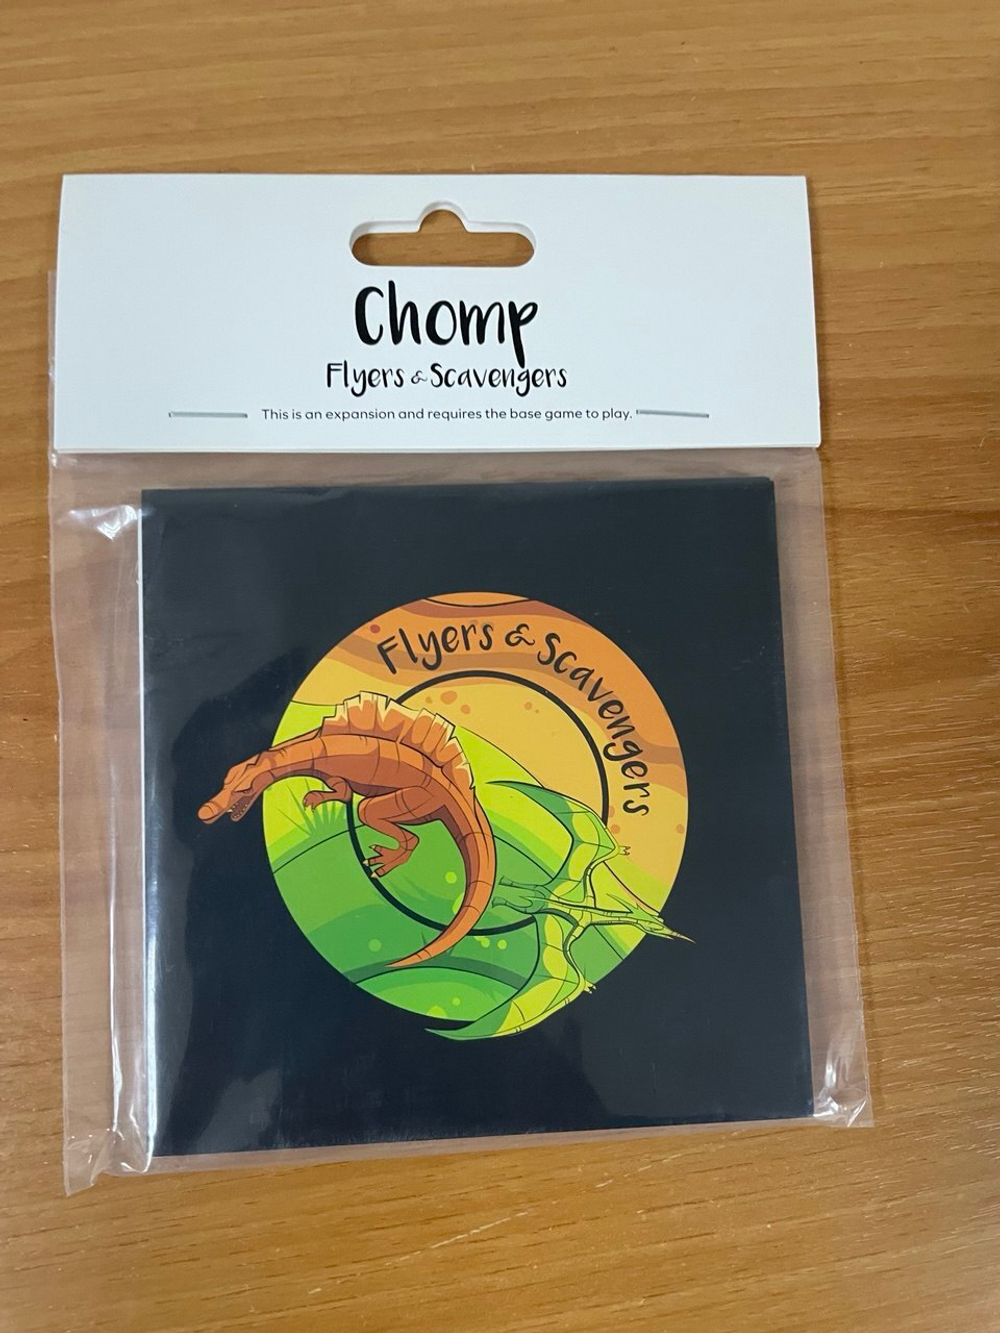 Chomp
Flyers & Scavengers
This is an expansion and requires the base game to play.
Flyers & Scavengers